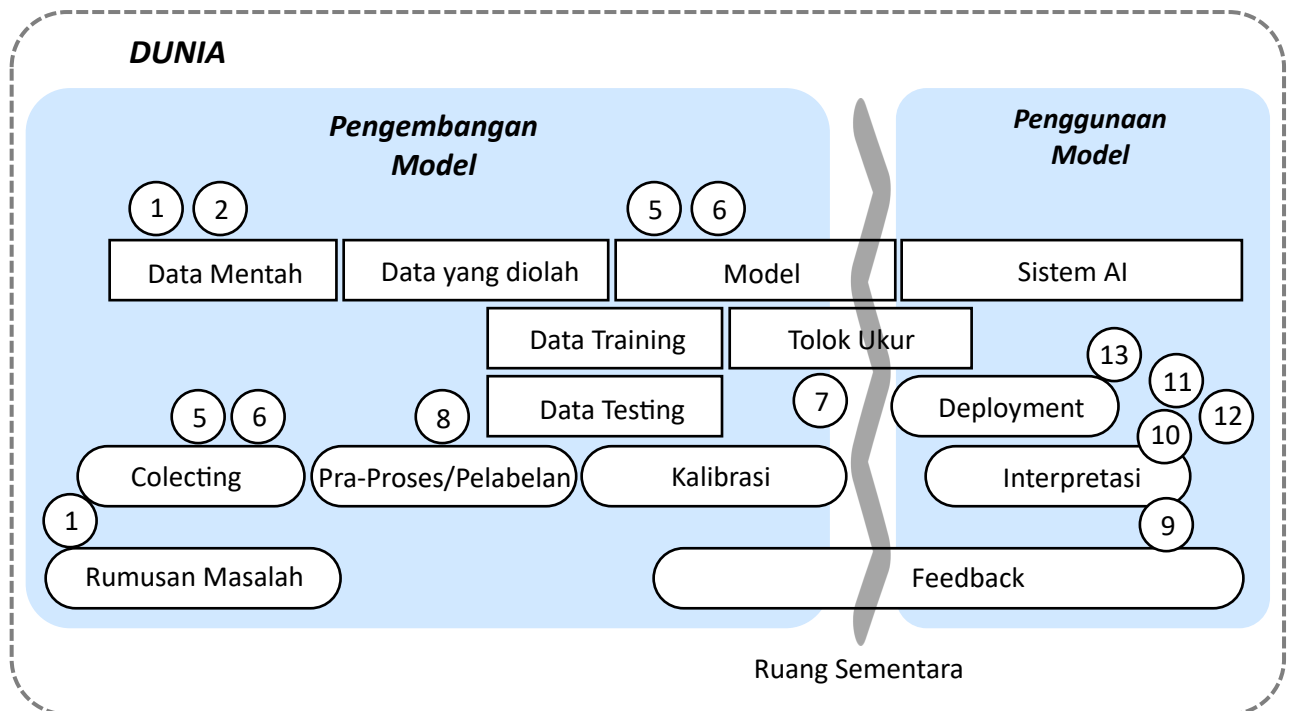 DUNIA
Pengembangan
Model
Penggunaan
Model
1 2 5 6
Data Mentah Data yang diolah Model Sistem AI
Data Training Tolok Ukur
13
11
5 6 8 Data Testing 7 Deployment 12
10
Colecting Pra-Proses/Pelabelan Kalibrasi Interpretasi
1 9
Rumusan Masalah Feedback
Ruang Sementara